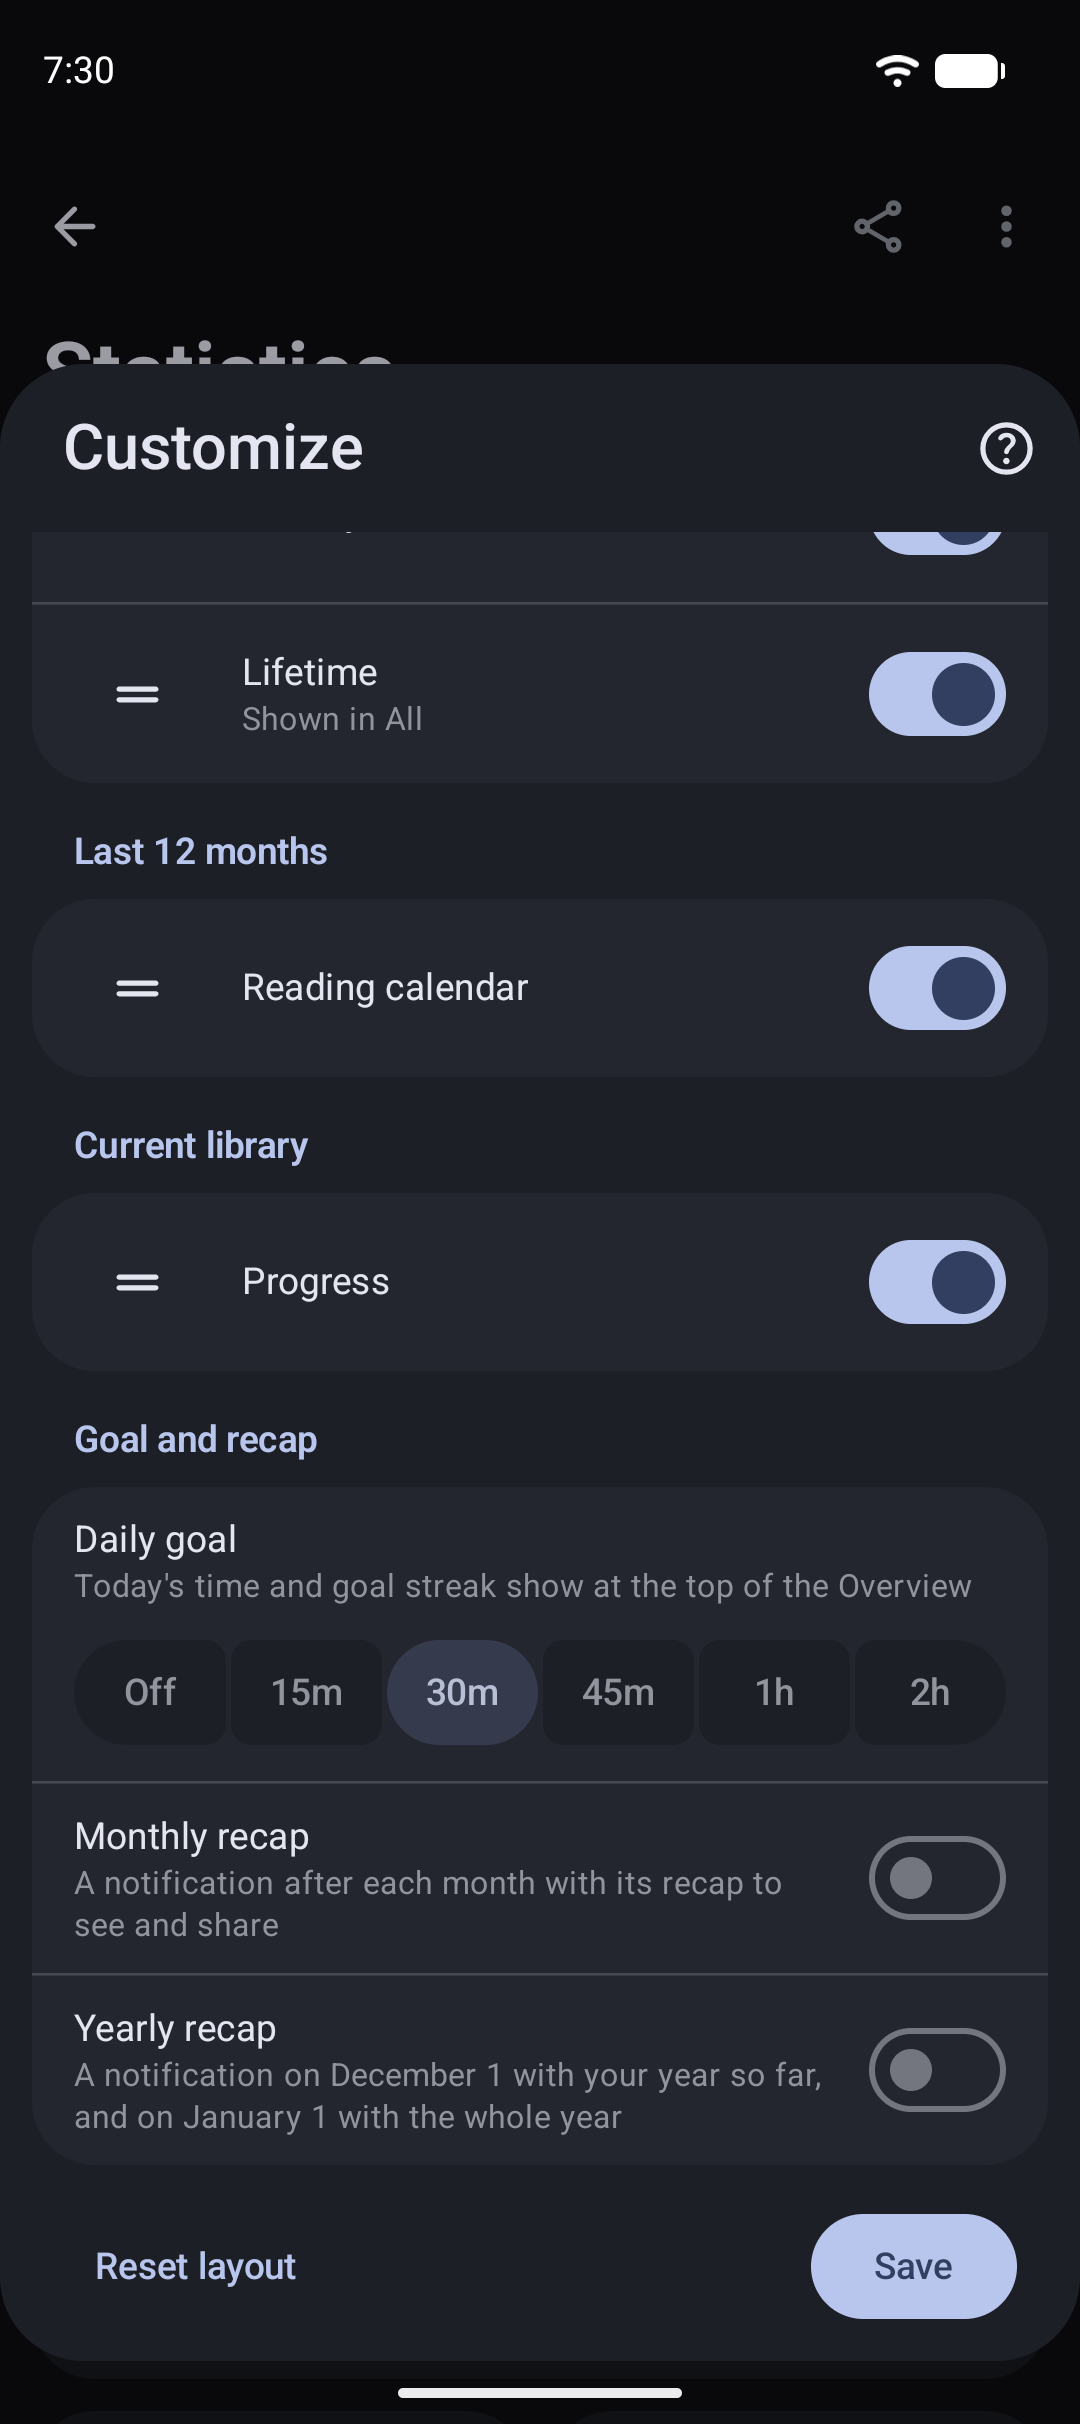 7:30
Customize
Lifetime
Shown in All
Last 12 months
Reading calendar
Current library
Progress
Goal and recap
Daily goal
Today's time and goal streak show at the top of the Overview
Off 15m 30m 45m 1h 2h
Monthly recap
A notification after each month with its recap to
see and share
Yearly recap
A notification on December 1 with your year so far,
and on January 1 with the whole year
Reset layout Save